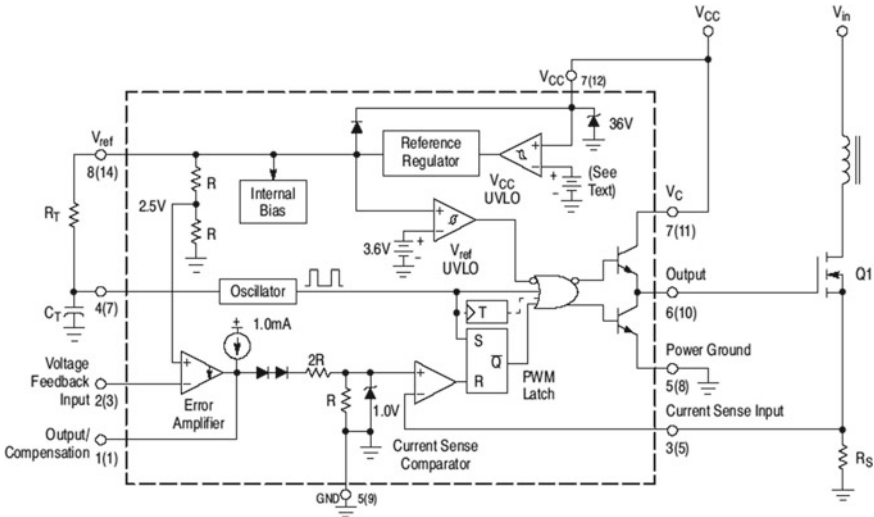 VCC
Vin
VCC 7(12)
Vref
8(14)
36V
Reference
Regulator
R
2.5V
RT
R
Internal
Bias
VCC
UVLO
+
-
+
-
(See
Text)
VC
7(11)
+
-
3.6V
+
-
Vref
UVLO
Q1
Output
6(10)
CT
4(7)
Oscillator
T
1.0mA
S
Q
R
PWM
Latch
Power Ground
5(8)
Voltage
Feedback
Input
2(3)
+
-
Error
Amplifier
2R
R
1.0V
+
-
Current Sense
Comparator
Current Sense Input
3(5)
Output/
Compensation
1(1)
GND 5(9)
RS